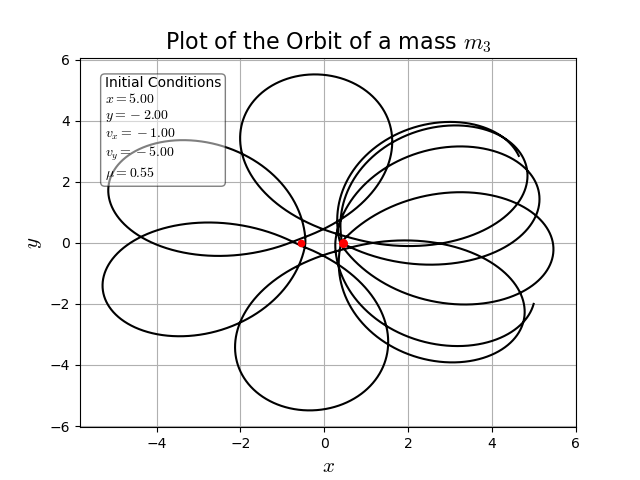 Plot of the Orbit of a mass m₃
Initial Conditions
x = 5.00
y = − 2.00
vₓ = − 1.00
v_y = − 5.00
μ = 0.55
6
4
2
0
−2
−4
−6
y
−4
−2
0
2
4
6
x